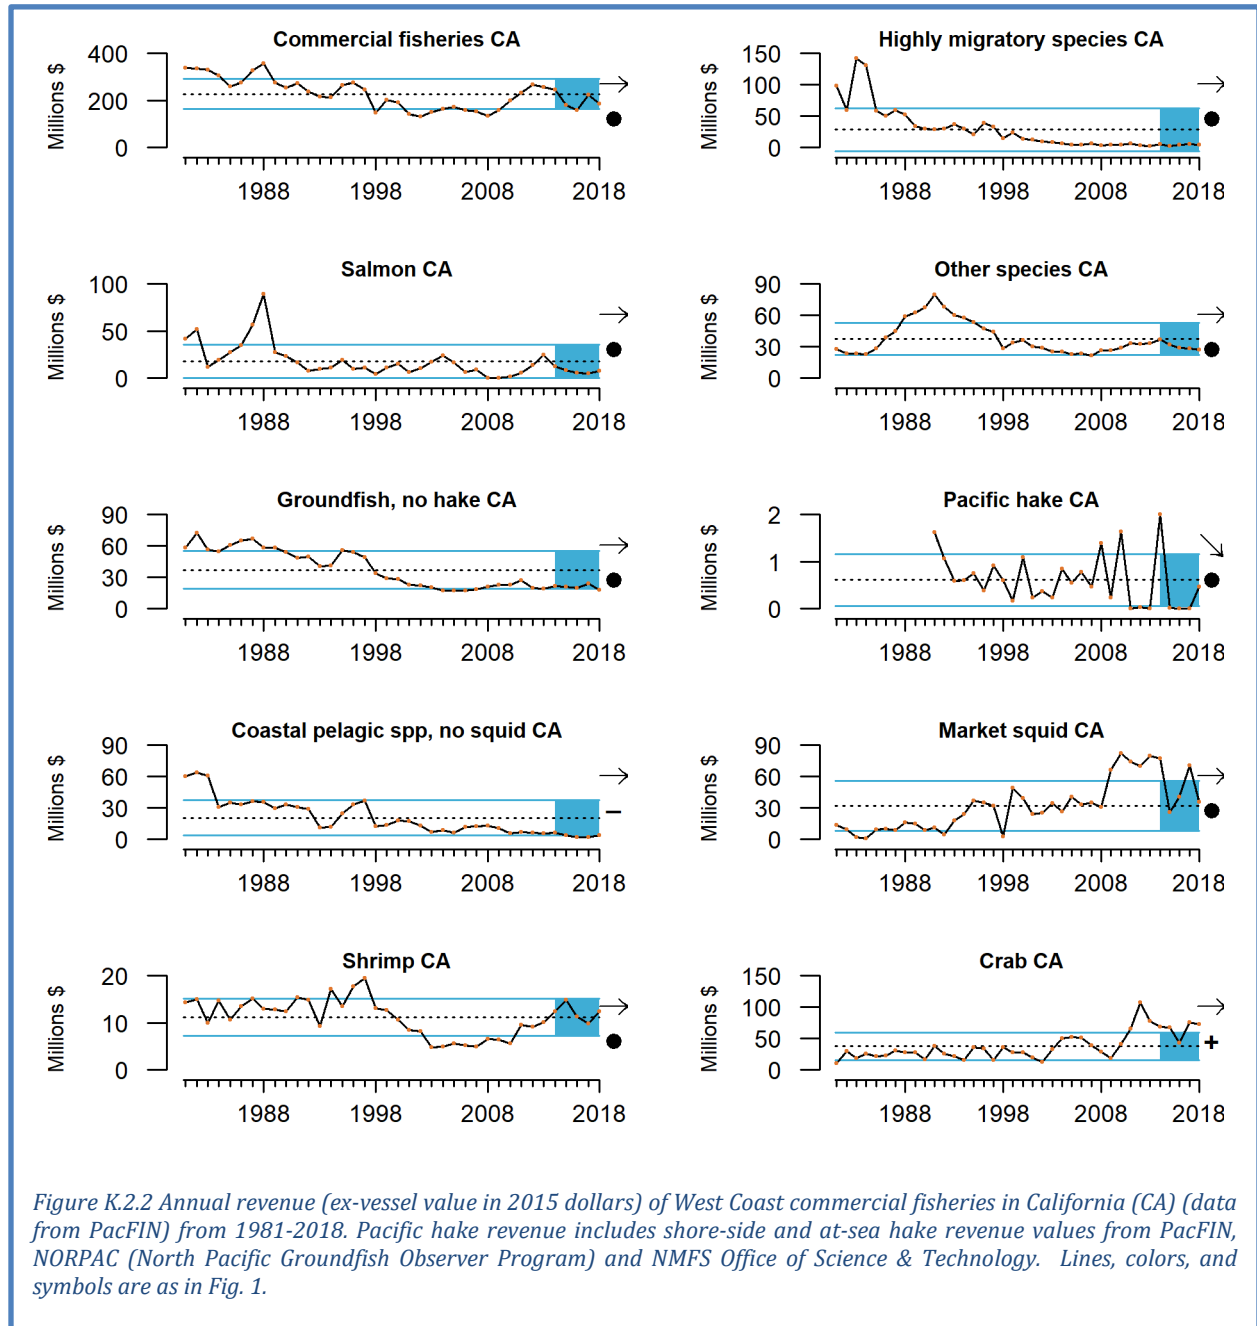 Commercial fisheries CA
Millions $
400
200
0
1988 1998 2008 2018
Highly migratory species CA
Millions $
150
100
50
0
1988 1998 2008 2018
Salmon CA
Millions $
100
50
0
1988 1998 2008 2018
Other species CA
Millions $
90
60
30
0
1988 1998 2008 2018
Groundfish, no hake CA
Millions $
90
60
30
0
1988 1998 2008 2018
Pacific hake CA
Millions $
2
1
0
1988 1998 2008 2018
Coastal pelagic spp, no squid CA
Millions $
90
60
30
0
1988 1998 2008 2018
Market squid CA
Millions $
90
60
30
0
1988 1998 2008 2018
Shrimp CA
Millions $
20
10
0
1988 1998 2008 2018
Crab CA
Millions $
150
100
50
0
1988 1998 2008 2018
Figure K.2.2 Annual revenue (ex-vessel value in 2015 dollars) of West Coast commercial fisheries in California (CA) (data
from PacFIN) from 1981-2018. Pacific hake revenue includes shore-side and at-sea hake revenue values from PacFIN,
NORPAC (North Pacific Groundfish Observer Program) and NMFS Office of Science & Technology. Lines, colors, and
symbols are as in Fig. 1.